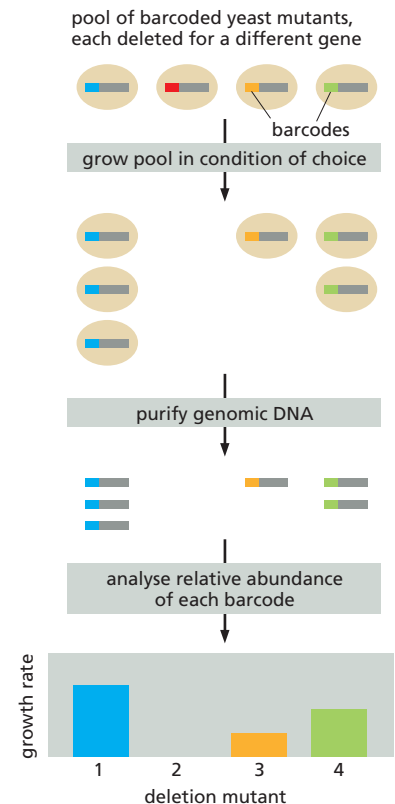 pool of barcoded yeast mutants,
each deleted for a different gene
barcodes
grow pool in condition of choice
purify genomic DNA
analyse relative abundance
of each barcode
growth rate
1 2 3 4
deletion mutant